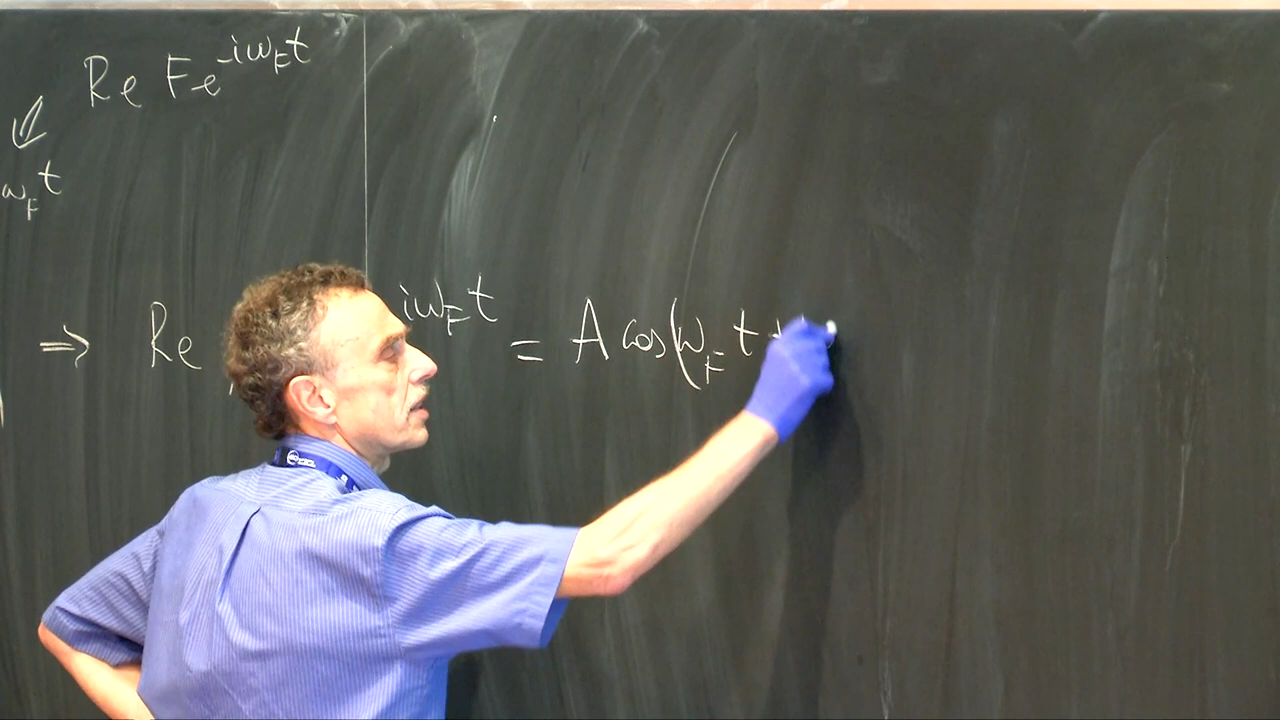 Re Fe^{-iω_F t}
ω_F t
⇒ Re iω_F t = A cos(ω_F t +